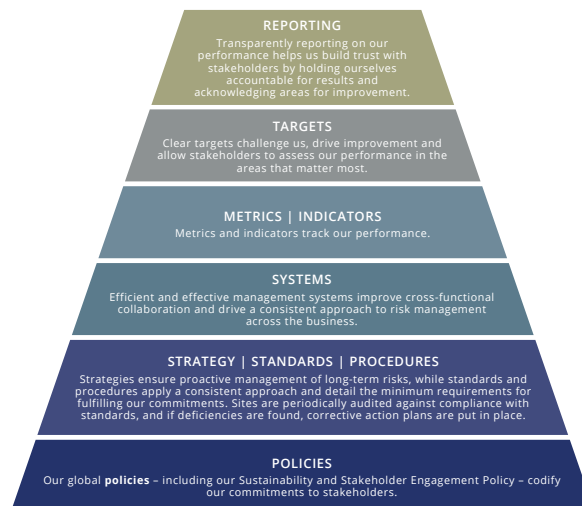 REPORTING
Transparently reporting on our
performance helps us build trust with
stakeholders by holding ourselves
accountable for results and
acknowledging areas for improvement.
TARGETS
Clear targets challenge us, drive improvement and
allow stakeholders to assess our performance in the
areas that matter most.
METRICS | INDICATORS
Metrics and indicators track our performance.
SYSTEMS
Efficient and effective management systems improve cross-functional
collaboration and drive a consistent approach to risk management
across the business.
STRATEGY | STANDARDS | PROCEDURES
Strategies ensure proactive management of long-term risks, while standards and
procedures apply a consistent approach and detail the minimum requirements for
fulfilling our commitments. Sites are periodically audited against compliance with
standards, and if deficiencies are found, corrective action plans are put in place.
POLICIES
Our global policies – including our Sustainability and Stakeholder Engagement Policy – codify
our commitments to stakeholders.